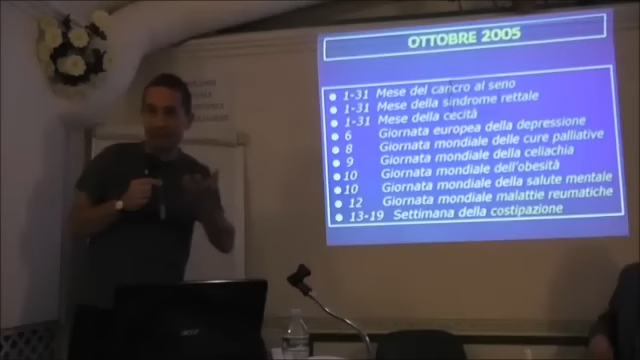 OTTOBRE 2005
1-31 Mese del cancro al seno
1-31 Mese della sindrome rettale
1-31 Mese della cecità
6 Giornata europea della depressione
8 Giornata mondiale delle cure palliative
9 Giornata mondiale della celiachia
10 Giornata mondiale dell'obesità
10 Giornata mondiale della salute mentale
12 Giornata mondiale malattie reumatiche
13-19 Settimana della costipazione
acer